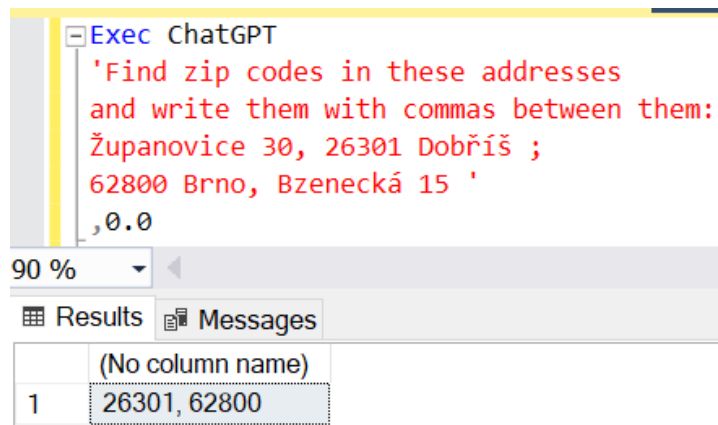 Exec ChatGPT
'Find zip codes in these addresses
and write them with commas between them:
Županovice 30, 26301 Dobříš ;
62800 Brno, Bzenecká 15 '
,0.0
90 %
Results Messages
(No column name)
1 26301, 62800